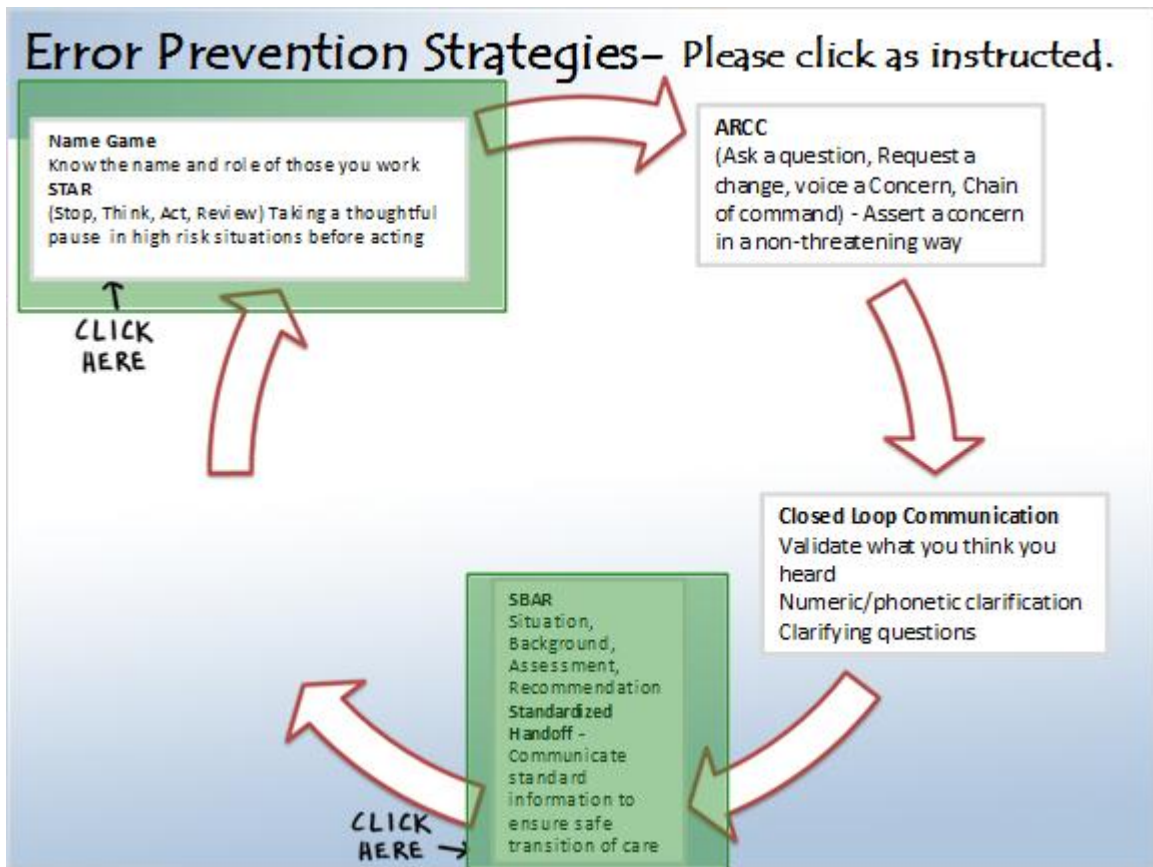 Error Prevention Strategies- Please click as instructed.
Name Game
Know the name and role of those you work
STAR
(Stop, Think, Act, Review) Taking a thoughtful
pause in high risk situations before acting
CLICK
HERE
ARCC
(Ask a question, Request a
change, voice a Concern, Chain
of command) - Assert a concern
in a non-threatening way
Closed Loop Communication
Validate what you think you
heard
Numeric/phonetic clarification
Clarifying questions
SBAR
Situation,
Background,
Assessment,
Recommendation
Standardized
Handoff -
Communicate
standard
information to
ensure safe
transition of care
CLICK
HERE